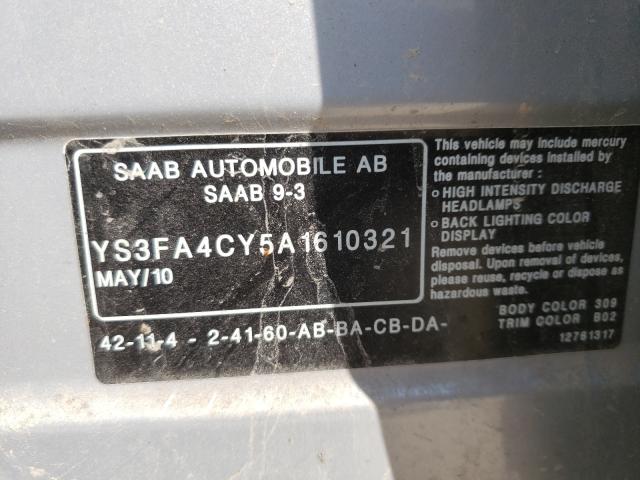 SAAB AUTOMOBILE AB
SAAB 9-3
YS3FA4CY5A1610321
MAY/10
42-11-4 - 2-41-60-AB-BA-CB-DA-
This vehicle may include mercury
containing devices installed by
the manufacturer :
o HIGH INTENSITY DISCHARGE
HEADLAMPS
o BACK LIGHTING COLOR
DISPLAY
Remove devices before vehicle
disposal. Upon removal of devices,
please reuse, recycle or dispose as
hazardous waste.
BODY COLOR 309
TRIM COLOR B02
12761317